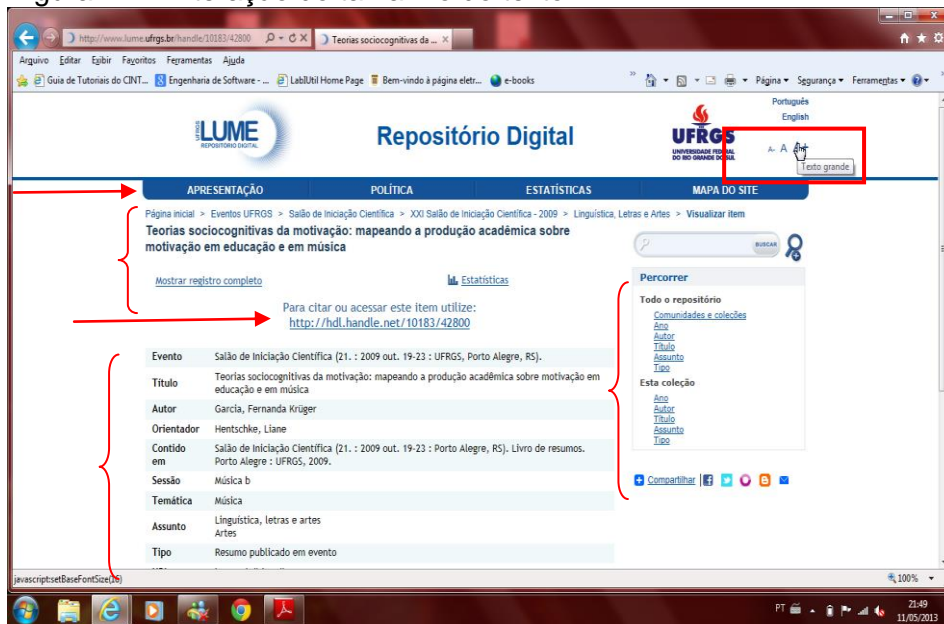 http://www.lume.ufrgs.br/handle/10183/42800
Teorias sociocognitivas da ...
Arquivo Editar Exibir Favoritos Ferramentas Ajuda
Guia de Tutoriais do CINT... Engenharia de Software - ... LabIUtil Home Page Bem-vindo à página eletr... e-books
Página Segurança Ferramentas
Português
English
LUME
REPOSITÓRIO DIGITAL
UFRGS
Repositório Digital
UFRGS
UNIVERSIDADE FEDERAL
DO RIO GRANDE DO SUL
A- A A+
Texto grande
APRESENTAÇÃO POLÍTICA ESTATÍSTICAS MAPA DO SITE
Página inicial > Eventos UFRGS > Salão de Iniciação Científica > XXI Salão de Iniciação Científica - 2009 > Linguística, Letras e Artes > Visualizar item
Teorias sociocognitivas da motivação: mapeando a produção acadêmica sobre
motivação em educação e em música
BUSCAR
Mostrar registro completo Estatísticas
Para citar ou acessar este item utilize:
http://hdl.handle.net/10183/42800
Evento Salão de Iniciação Científica (21. : 2009 out. 19-23 : UFRGS, Porto Alegre, RS).
Título Teorias sociocognitivas da motivação: mapeando a produção acadêmica sobre motivação em
educação e em música
Autor Garcia, Fernanda Krüger
Orientador Hentschke, Liane
Contido em Salão de Iniciação Científica (21. : 2009 out. 19-23 : Porto Alegre, RS). Livro de resumos.
Porto Alegre : UFRGS, 2009.
Sessão Música b
Temática Música
Assunto Linguística, letras e artes
Artes
Tipo Resumo publicado em evento
Percorrer
Todo o repositório
Comunidades e coleções
Ano
Autor
Título
Assunto
Tipo
Esta coleção
Ano
Autor
Título
Assunto
Tipo
Compartilhar
javascript:setBaseFontSize(16)
100%
PT
21:49
11/05/2013